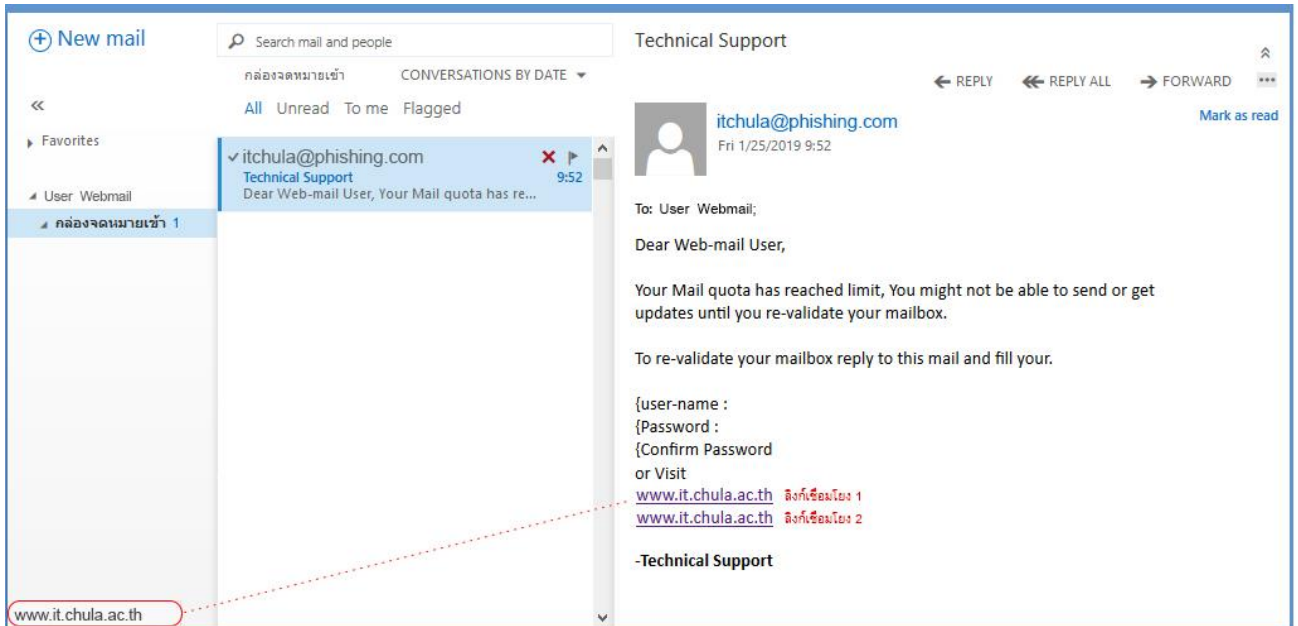 New mail
Search mail and people
กล่องจดหมายเข้า CONVERSATIONS BY DATE
All Unread To me Flagged
Favorites
User Webmail
กล่องจดหมายเข้า 1
itchula@phishing.com
Technical Support 9:52
Dear Web-mail User, Your Mail quota has re...
Technical Support
REPLY REPLY ALL FORWARD
Mark as read
itchula@phishing.com
Fri 1/25/2019 9:52
To: User Webmail;
Dear Web-mail User,
Your Mail quota has reached limit, You might not be able to send or get
updates until you re-validate your mailbox.
To re-validate your mailbox reply to this mail and fill your.
{user-name :
{Password :
{Confirm Password
or Visit
www.it.chula.ac.th ลิงก์เชื่อมโยง 1
www.it.chula.ac.th ลิงก์เชื่อมโยง 2
-Technical Support
www.it.chula.ac.th